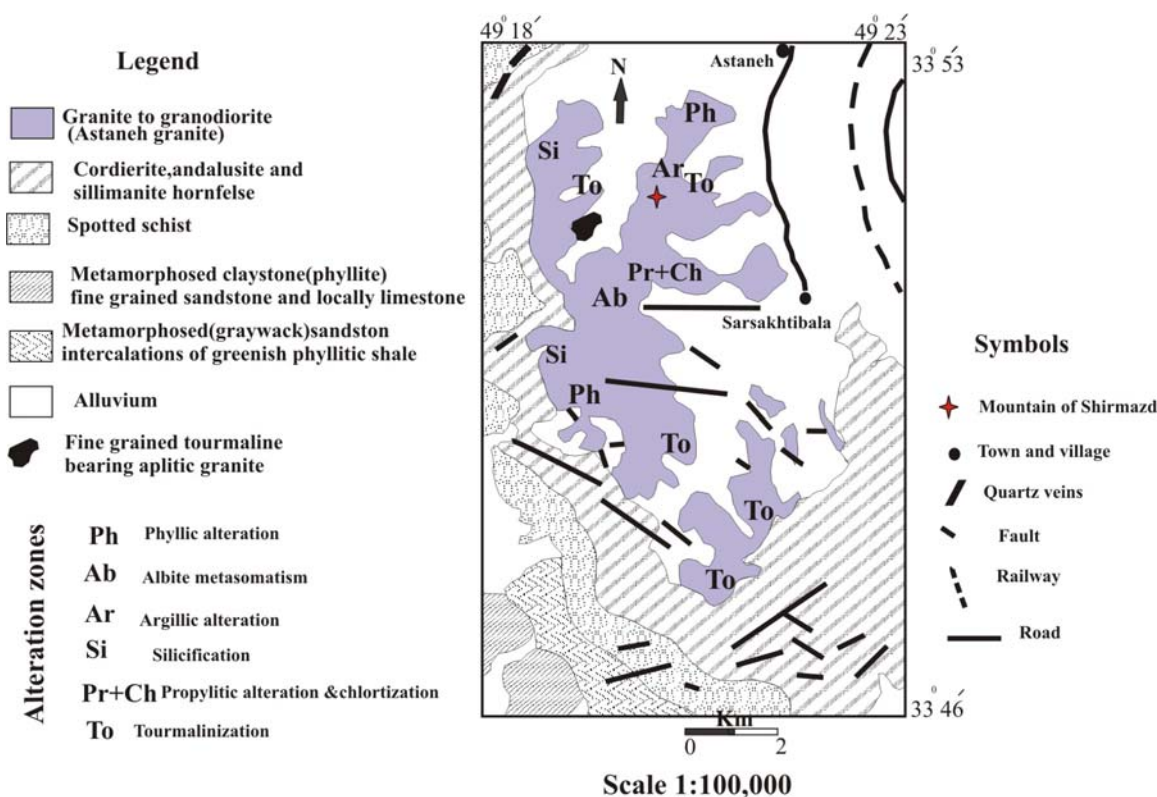 49° 18′
49° 23′
33° 53′
33° 46′
Legend
Granite to granodiorite
(Astaneh granite)
Cordierite,andalusite and
sillimanite hornfelse
Spotted schist
Metamorphosed claystone(phyllite)
fine grained sandstone and locally limestone
Metamorphosed(graywack)sandston
intercalations of greenish phyllitic shale
Alluvium
Fine grained tourmaline
bearing aplitic granite
Alteration zones
Ph Phyllic alteration
Ab Albite metasomatism
Ar Argillic alteration
Si Silicification
Pr+Ch Propylitic alteration &chlortization
To Tourmalinization
N
Astaneh
Ph
Si
Ar
To
To
Pr+Ch
Ab
Sarsakhtibala
Si
Ph
To
To
To
Km
0 2
Scale 1:100,000
Symbols
Mountain of Shirmazd
Town and village
Quartz veins
Fault
Railway
Road